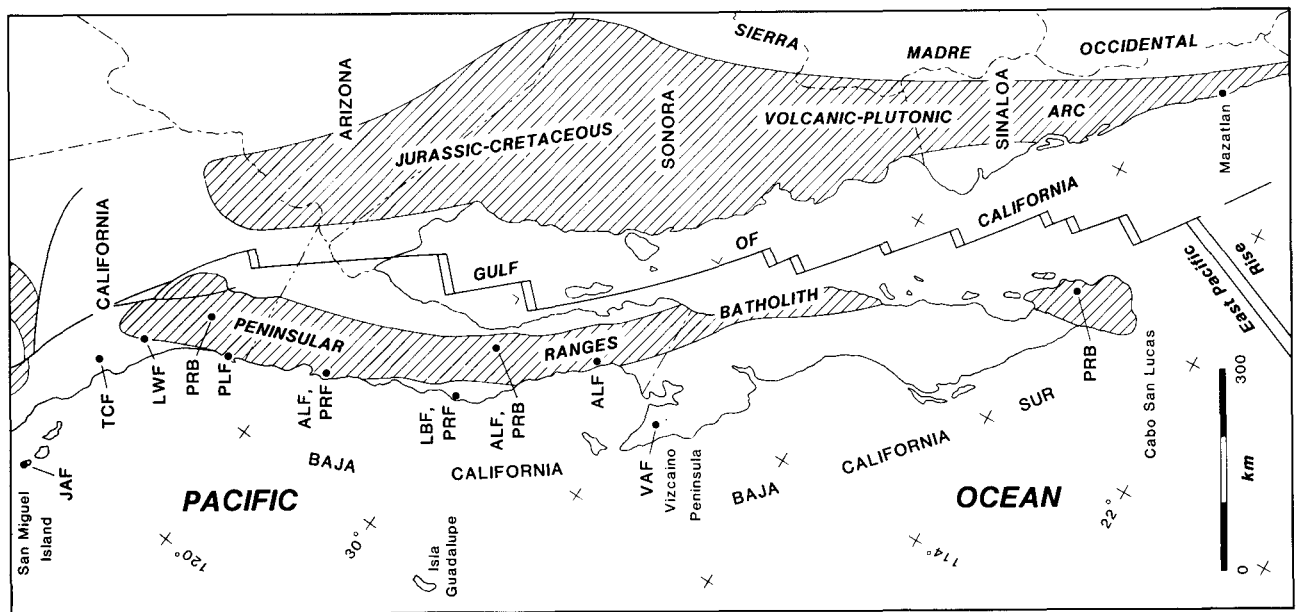 SIERRA
MADRE
OCCIDENTAL
ARIZONA
SONORA
SINALOA
JURASSIC-CRETACEOUS
VOLCANIC-PLUTONIC
ARC
Mazatlan
CALIFORNIA
GULF
OF
CALIFORNIA
East Pacific
Rise
PENINSULAR
RANGES
BATHOLITH
TCF
LWF
PRB
PLF
ALF,
PRF
LBF,
PRF
ALF,
PRB
ALF
VAF
Vizcaino
Peninsula
PRB
Cabo San Lucas
JAF
San Miguel
Island
BAJA
CALIFORNIA
BAJA
CALIFORNIA
SUR
PACIFIC
OCEAN
120°
30°
Isla
Guadalupe
114°
22°
0
km
300